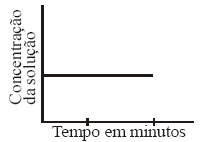 Concentração
da solução
Tempo em minutos